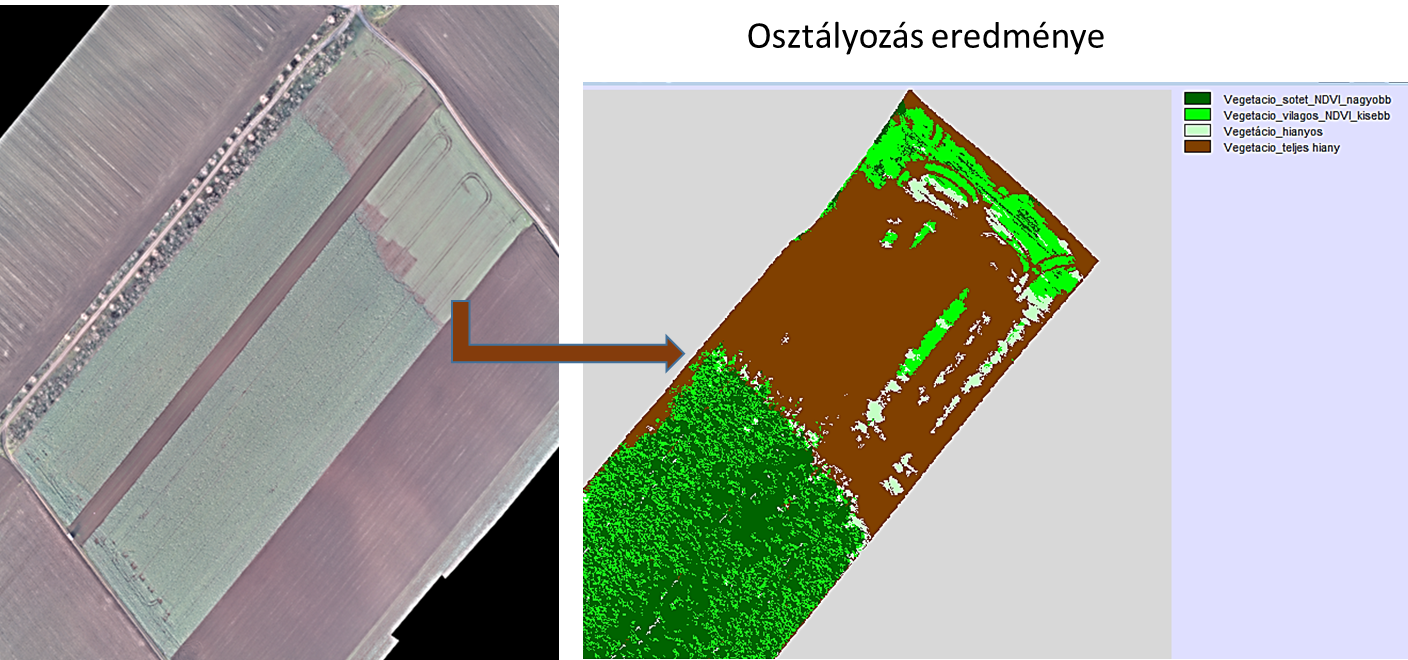 Osztályozás eredménye
Vegetacio_sotet_NDVI_nagyobb
Vegetacio_vilagos_NDVI_kisebb
Vegetácio_hianyos
Vegetacio_teljes hiany